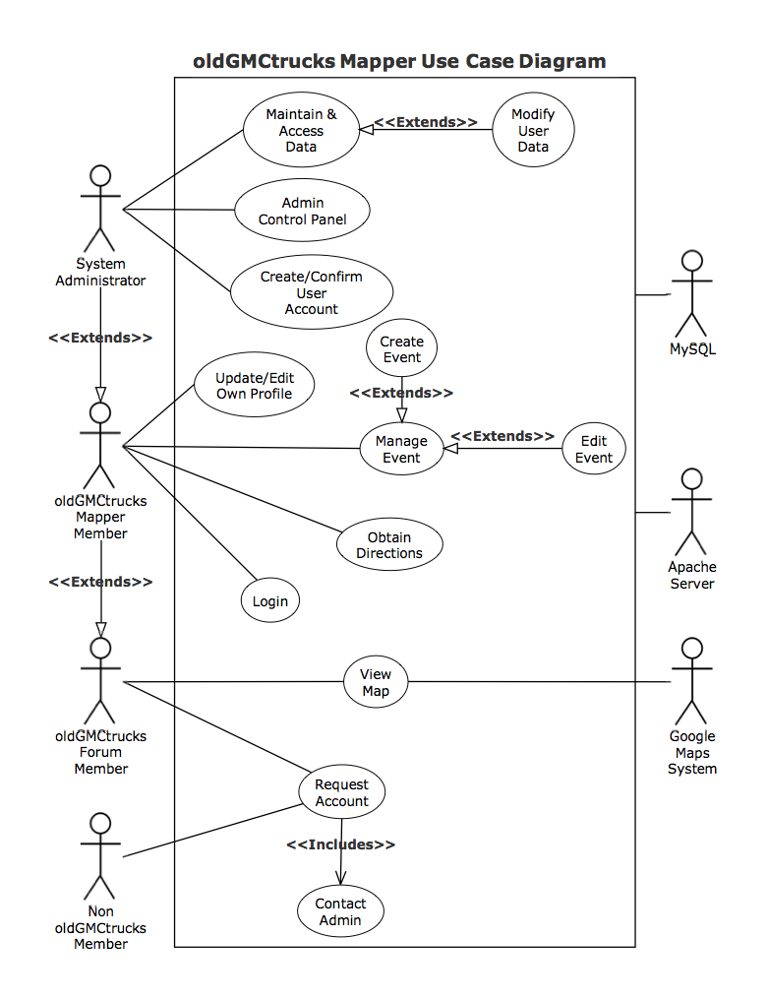 oldGMCtrucks Mapper Use Case Diagram
Maintain &
Access
Data
<<Extends>>
Modify
User
Data
Admin
Control Panel
System
Administrator
Create/Confirm
User
Account
MySQL
<<Extends>>
Create
Event
Update/Edit
Own Profile
<<Extends>>
Manage
Event
<<Extends>>
Edit
Event
oldGMCtrucks
Mapper
Member
Obtain
Directions
Apache
Server
<<Extends>>
Login
View
Map
oldGMCtrucks
Forum
Member
Google
Maps
System
Request
Account
<<Includes>>
Contact
Admin
Non
oldGMCtrucks
Member